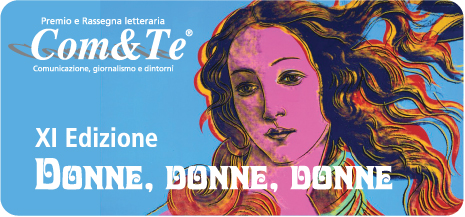 Premio e Rassegna letteraria
Com&Te®
Comunicazione, giornalismo e dintorni
XI Edizione
Donne, donne, donne